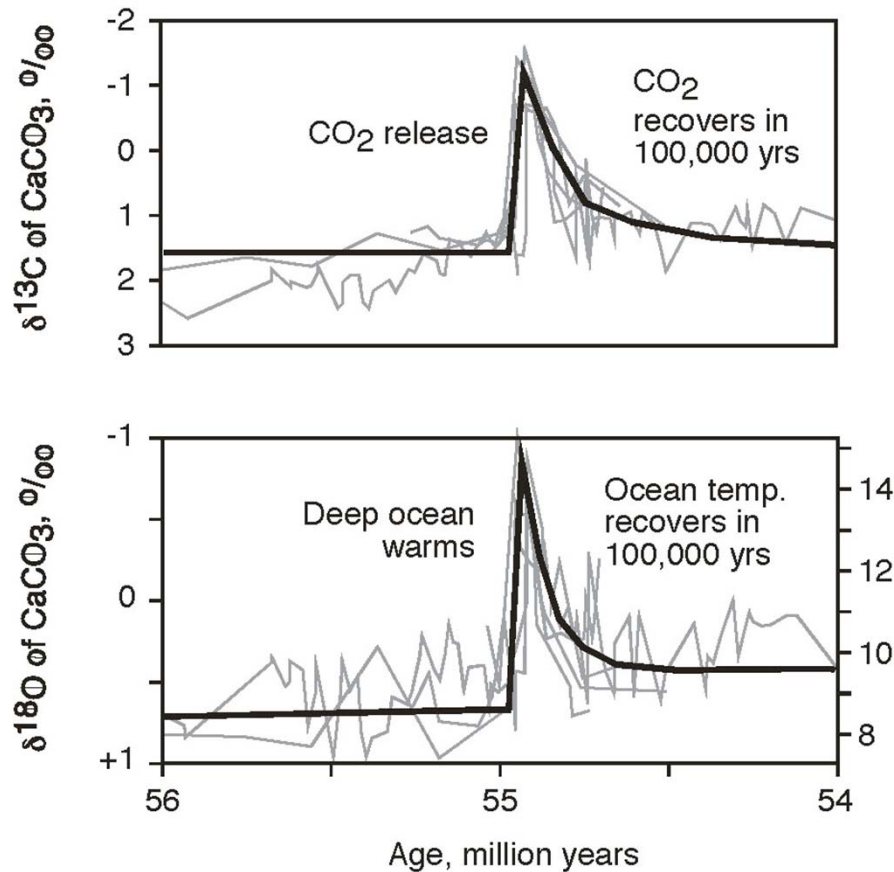 δ13C of CaCO3, o/oo
-2
-1
0
1
2
3
CO2 release
CO2
recovers in
100,000 yrs
δ18O of CaCO3, o/oo
-1
0
+1
Deep ocean
warms
Ocean temp.
recovers in
100,000 yrs
14
12
10
8
56
55
54
Age, million years